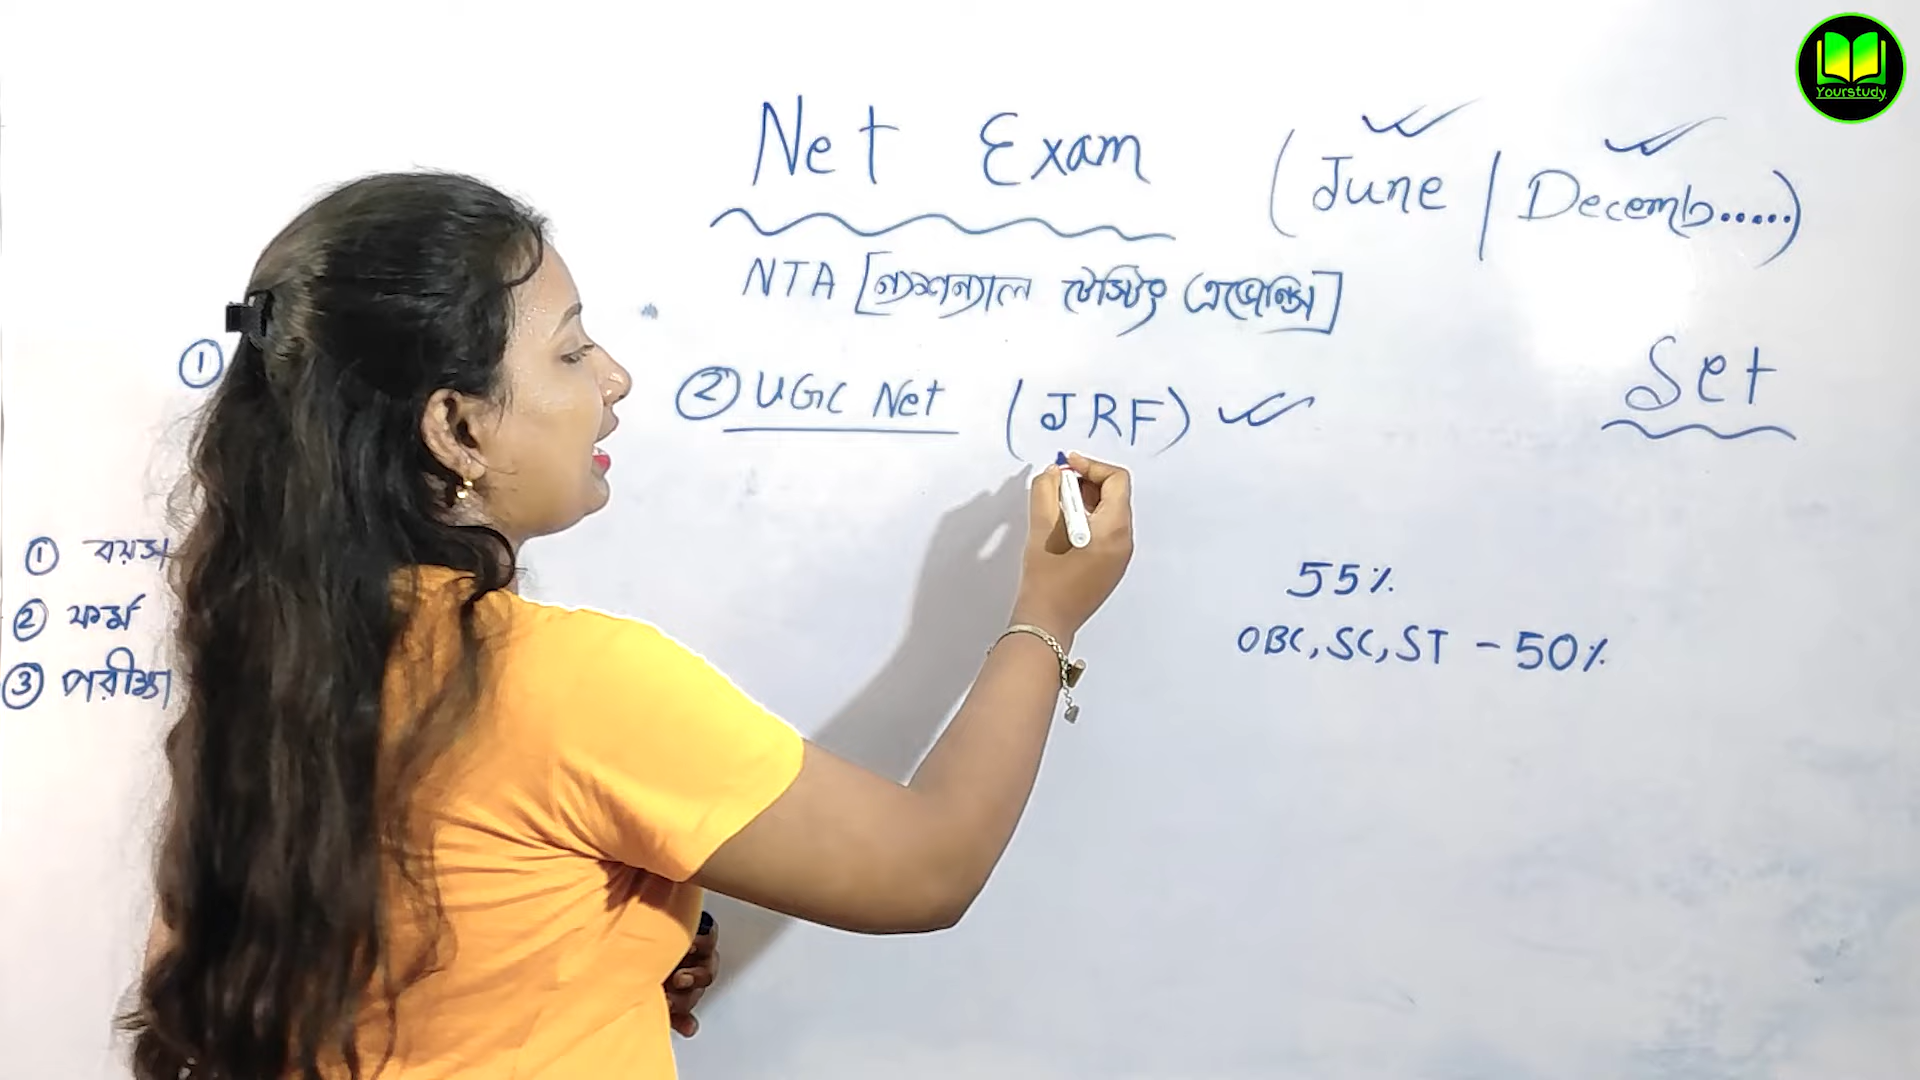 Yourstudy
Net Exam (June / Decemb.....)
NTA [ন্যাশন্যাল টেস্টিং এজেন্সি]
①
② UGC Net (JRF)
Set
① বয়স
② ফর্ম
③ পরীক্ষা
55%
OBC, SC, ST - 50%